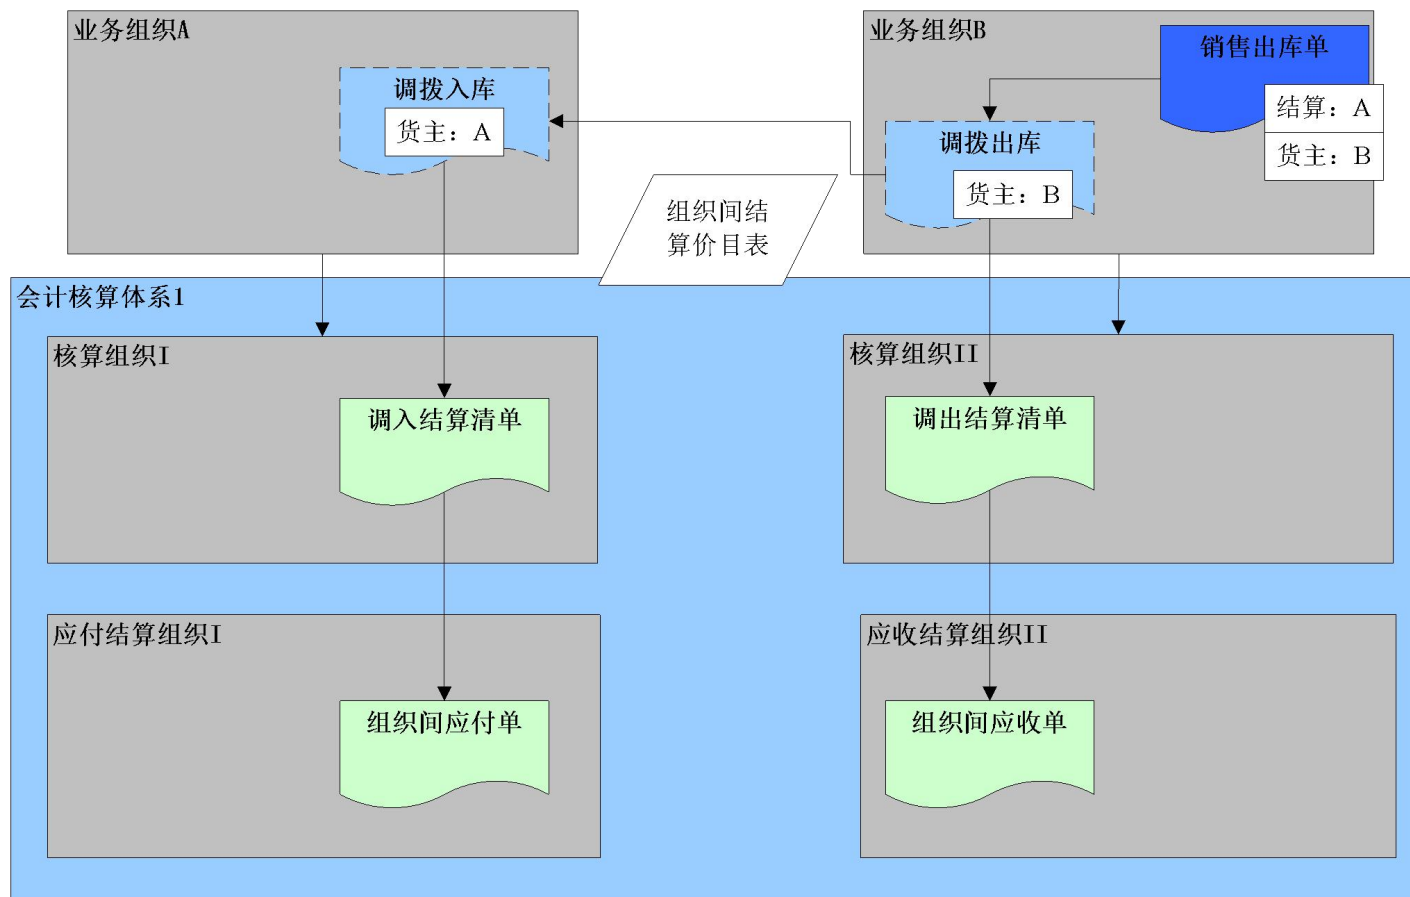 业务组织A
调拨入库
货主：A
业务组织B
销售出库单
结算：A
货主：B
调拨出库
货主：B
组织间结
算价目表
会计核算体系1
核算组织I
调入结算清单
核算组织II
调出结算清单
应付结算组织I
组织间应付单
应收结算组织II
组织间应收单